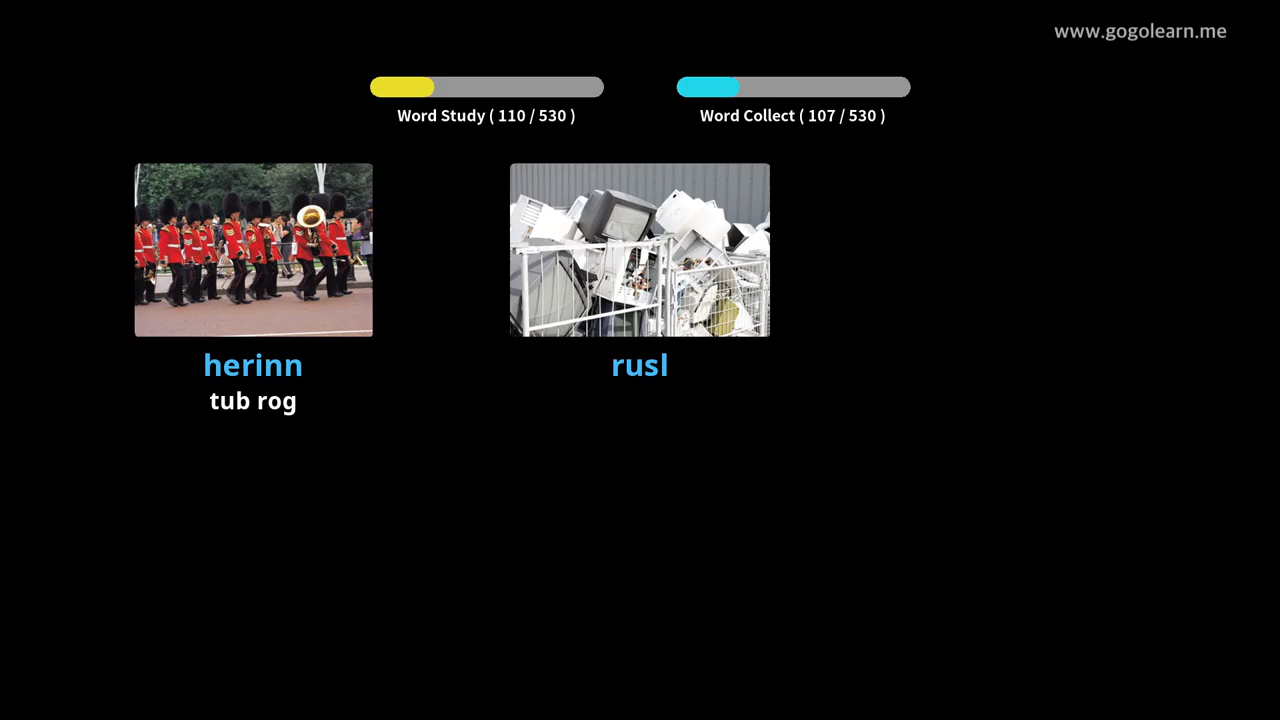 www.gogolearn.me
Word Study ( 110 / 530 )
Word Collect ( 107 / 530 )
herinn
rusl
tub rog